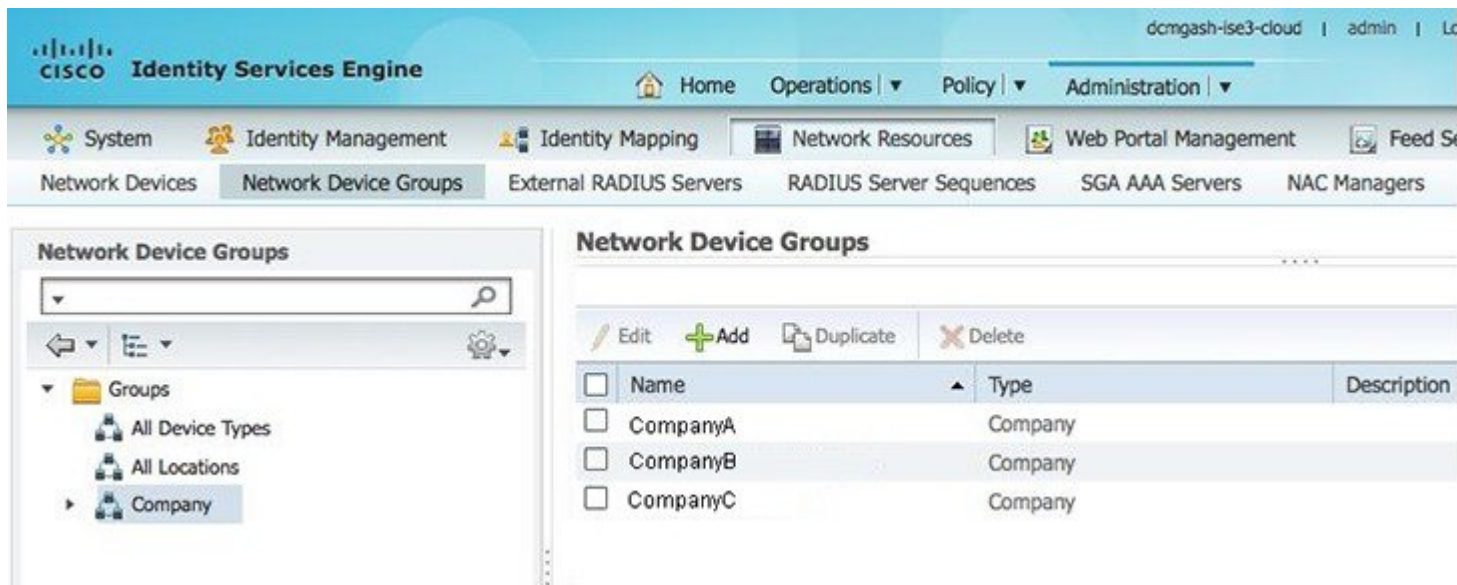 dcmgash-ise3-cloud | admin | Lo
CISCO Identity Services Engine
Home Operations | ▼ Policy | ▼ Administration | ▼
System Identity Management Identity Mapping Network Resources Web Portal Management Feed Se
Network Devices Network Device Groups External RADIUS Servers RADIUS Server Sequences SGA AAA Servers NAC Managers
Network Device Groups
Groups
All Device Types
All Locations
Company
Network Device Groups
Edit Add Duplicate Delete
Name Type Description
CompanyA Company
CompanyB Company
CompanyC Company